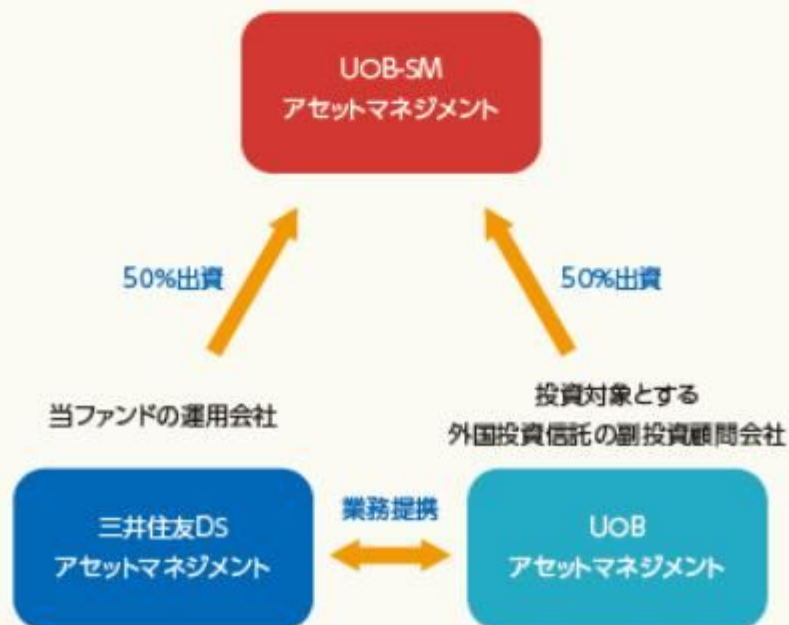 UOB-SM
アセットマネジメント
50%出資
50%出資
当ファンドの運用会社
投資対象とする
外国投資信託の副投資顧問会社
三井住友DS
アセットマネジメント
業務提携
UOB
アセットマネジメント